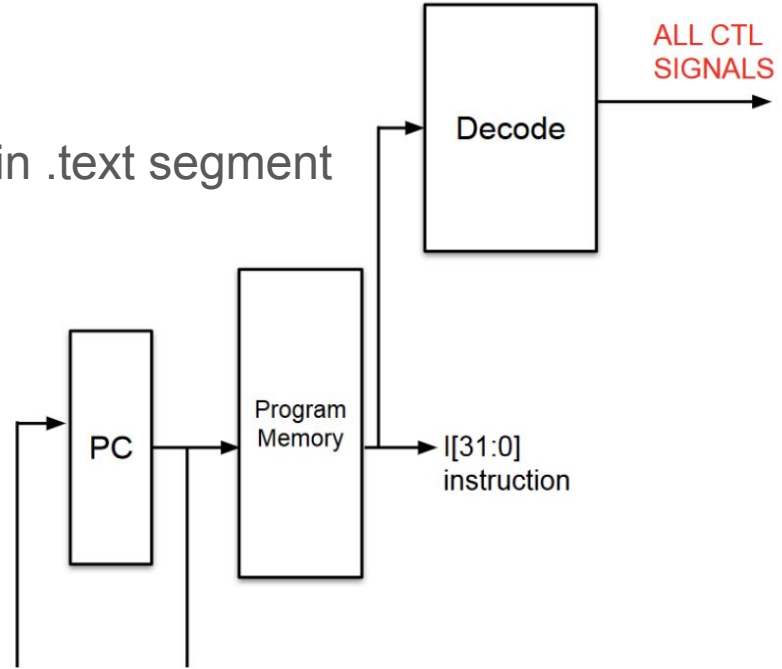 ALL CTL
SIGNALS
Decode
in .text segment
Program
Memory
PC
I[31:0]
instruction